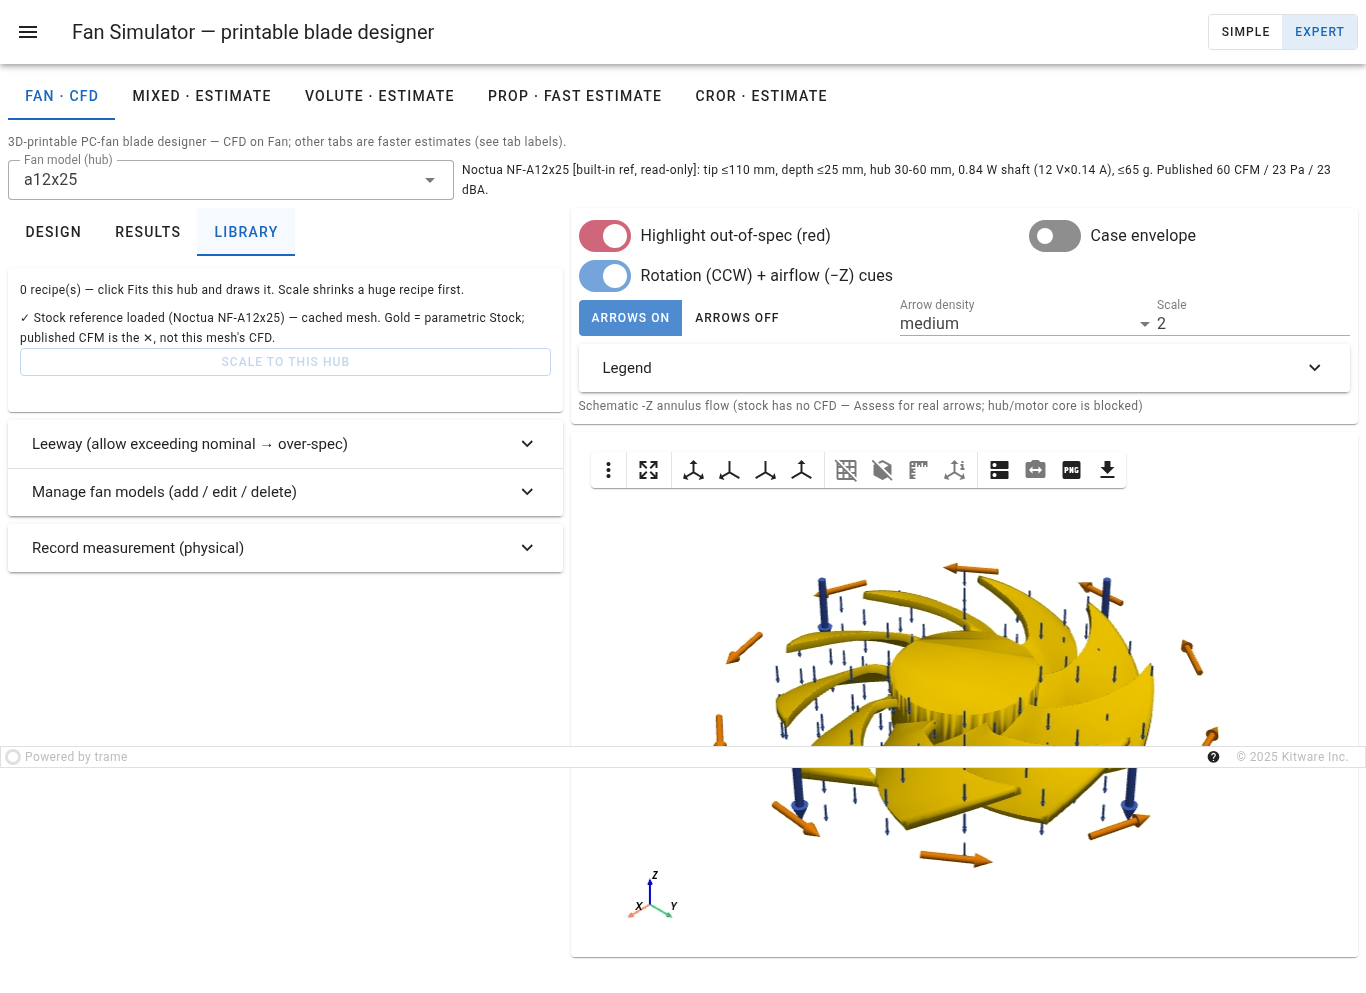 Fan Simulator — printable blade designer
SIMPLE
EXPERT
FAN · CFD
MIXED · ESTIMATE
VOLUTE · ESTIMATE
PROP · FAST ESTIMATE
CROR · ESTIMATE
3D-printable PC-fan blade designer — CFD on Fan; other tabs are faster estimates (see tab labels).
Fan model (hub)
a12x25
Noctua NF-A12x25 [built-in ref, read-only]: tip ≤110 mm, depth ≤25 mm, hub 30-60 mm, 0.84 W shaft (12 V×0.14 A), ≤65 g. Published 60 CFM / 23 Pa / 23
dBA.
DESIGN
RESULTS
LIBRARY
0 recipe(s) — click Fits this hub and draws it. Scale shrinks a huge recipe first.
✓ Stock reference loaded (Noctua NF-A12x25) — cached mesh. Gold = parametric Stock;
published CFM is the ✕, not this mesh's CFD.
SCALE TO THIS HUB
Leeway (allow exceeding nominal → over-spec)
Manage fan models (add / edit / delete)
Record measurement (physical)
Highlight out-of-spec (red)
Case envelope
Rotation (CCW) + airflow (−Z) cues
ARROWS ON
ARROWS OFF
Arrow density
medium
Scale
2
Legend
Schematic -Z annulus flow (stock has no CFD — Assess for real arrows; hub/motor core is blocked)
PNG
Powered by trame
© 2025 Kitware Inc.
Z
X
Y